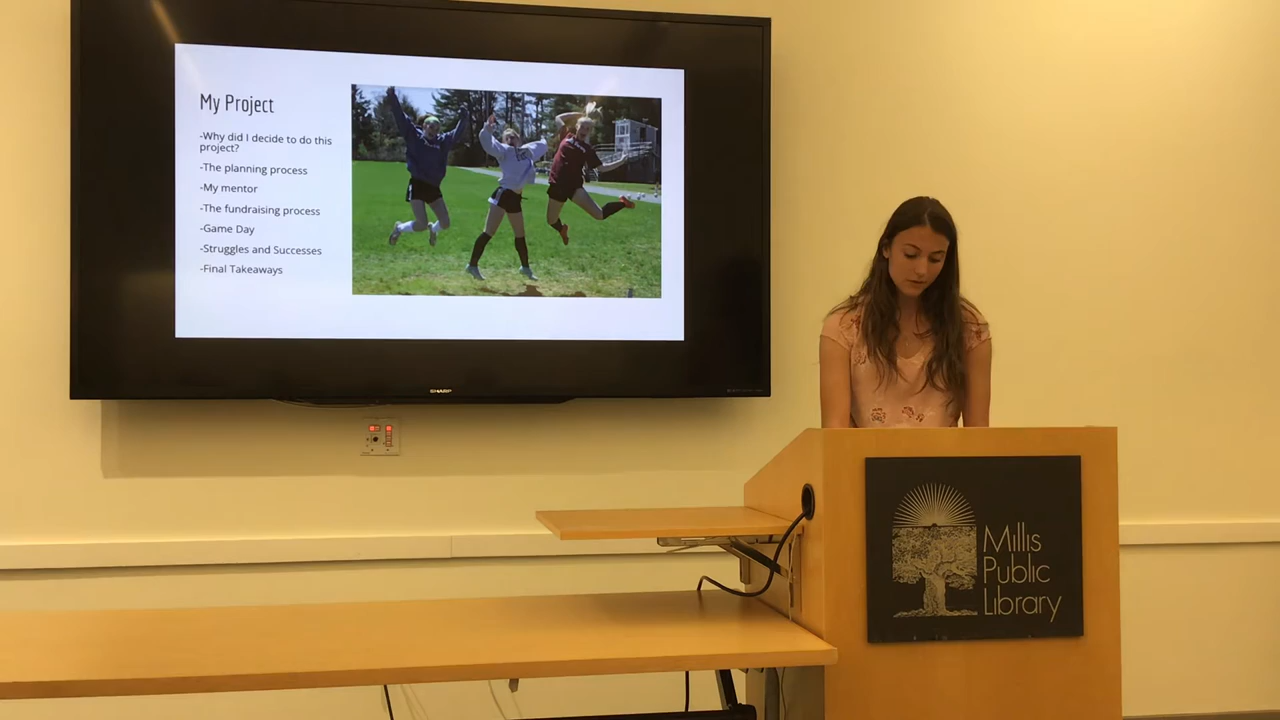 My Project
-Why did I decide to do this
project?
-The planning process
-My mentor
-The fundraising process
-Game Day
-Struggles and Successes
-Final Takeaways
SHARP
Millis
Public
Library